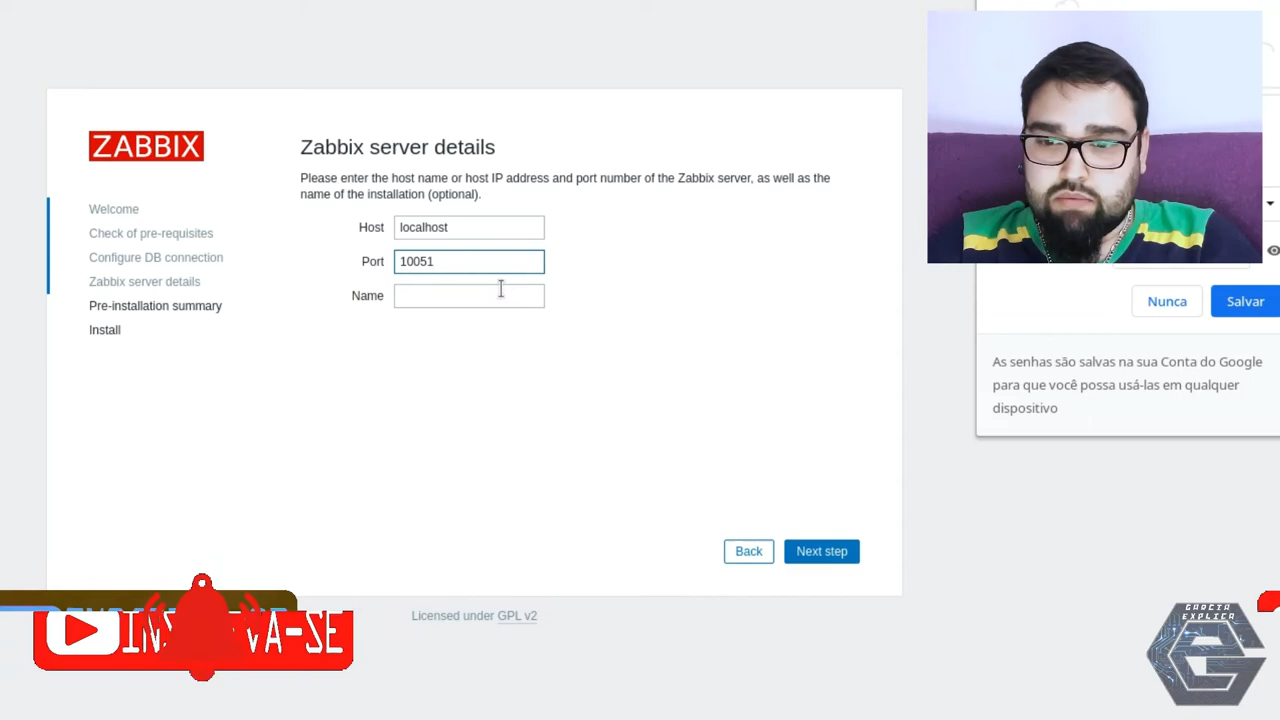 ZABBIX
Welcome
Check of pre-requisites
Configure DB connection
Zabbix server details
Pre-installation summary
Install
Zabbix server details
Please enter the host name or host IP address and port number of the Zabbix server, as well as the
name of the installation (optional).
Host localhost
Port 10051
Name
Back Next step
Licensed under GPL v2
Nunca Salvar
As senhas são salvas na sua Conta do Google
para que você possa usá-las em qualquer
dispositivo
GARCIA
EXPLICA